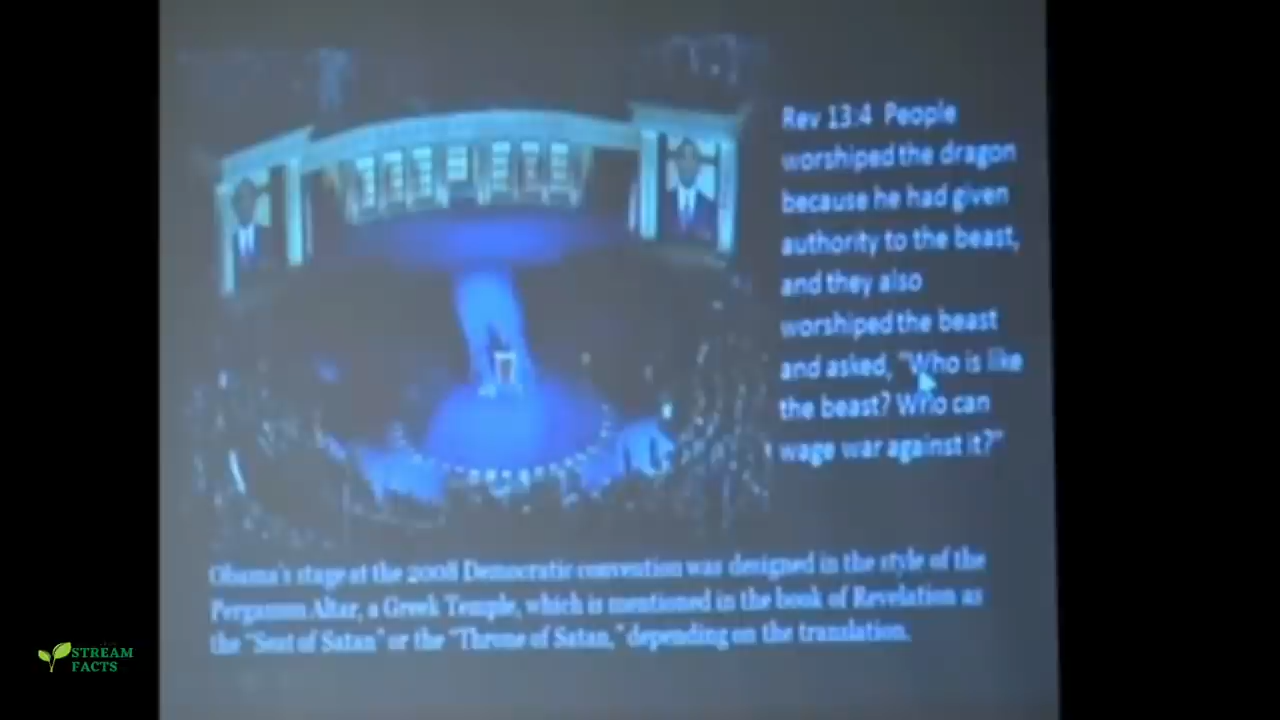 Rev 13:4 People
worshiped the dragon
because he had given
authority to the beast,
and they also
worshiped the beast
and asked, "Who is like
the beast? Who can
wage war against it?"
Obama's stage at the 2008 Democratic convention was designed in the style of the
Pergamon Altar, a Greek Temple, which is mentioned in the book of Revelation as
the "Seat of Satan" or the "Throne of Satan," depending on the translation.
STREAM
FACTS